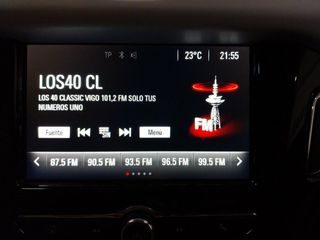 TP 23°C 21:55
LOS40 CL
LOS 40 CLASSIC VIGO 101,2 FM SOLO TUS
NUMEROS UNO
FM
Fuente Menú
87.5 FM 90.5 FM 93.5 FM 96.5 FM 99.5 FM